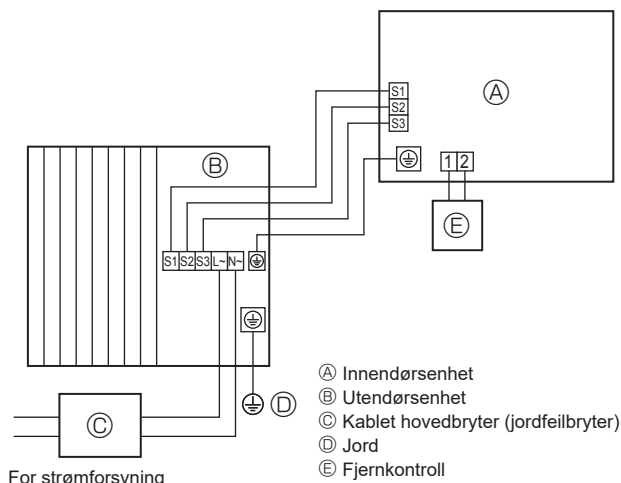 Ⓐ
S1
S2
S3
1 2
Ⓔ
Ⓑ
S1 S2 S3 L~ N~
Ⓓ
Ⓒ
For strømforsyning
Ⓐ Innendørsenhet
Ⓑ Utendørsenhet
Ⓒ Kablet hovedbryter (jordfeilbryter)
Ⓓ Jord
Ⓔ Fjernkontroll